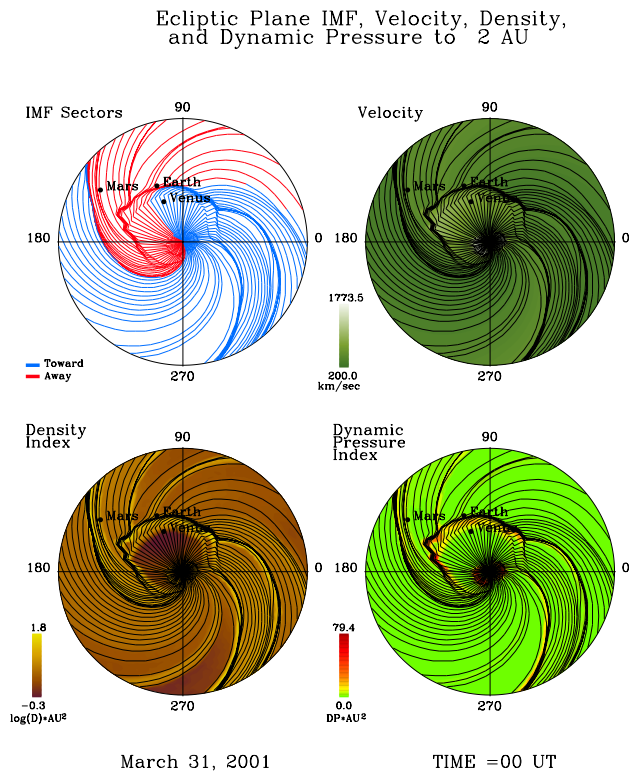 Ecliptic Plane IMF, Velocity, Density,
and Dynamic Pressure to 2 AU
IMF Sectors
90
Mars
Earth
Venus
180
0
270
Toward
Away
Velocity
90
Mars
Earth
Venus
180
0
270
1773.5
200.0
km/sec
Density
Index
90
Mars
Earth
Venus
180
0
270
1.8
-0.3
log(D)*AU²
Dynamic
Pressure
Index
90
Mars
Earth
Venus
180
0
270
79.4
0.0
DP*AU²
March 31, 2001
TIME =00 UT